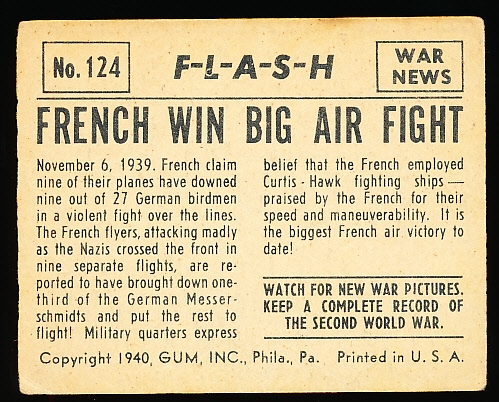 No. 124
F-L-A-S-H
WAR
NEWS
FRENCH WIN BIG AIR FIGHT
November 6, 1939. French claim
nine of their planes have downed
nine out of 27 German birdmen
in a violent fight over the lines.
The French flyers, attacking madly
as the Nazis crossed the front in
nine separate flights, are re-
ported to have brought down one-
third of the German Messer-
schmidts and put the rest to
flight! Military quarters express
belief that the French employed
Curtis - Hawk fighting ships —
praised by the French for their
speed and maneuverability. It is
the biggest French air victory to
date!
WATCH FOR NEW WAR PICTURES.
KEEP A COMPLETE RECORD OF
THE SECOND WORLD WAR.
Copyright 1940, GUM, INC., Phila., Pa. Printed in U. S. A.